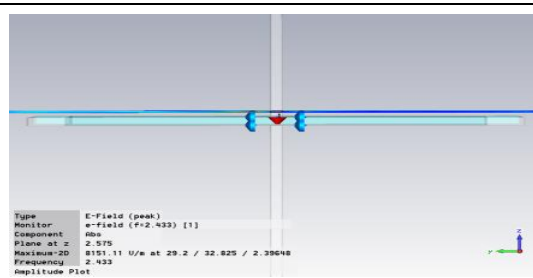 Type E-Field (peak)
Monitor e-field (f=2.433) [1]
Component Abs
Plane at z 2.575
Maximum-2D 8151.11 V/m at 29.2 / 32.825 / 2.39648
Frequency 2.433
Amplitude Plot
z
y